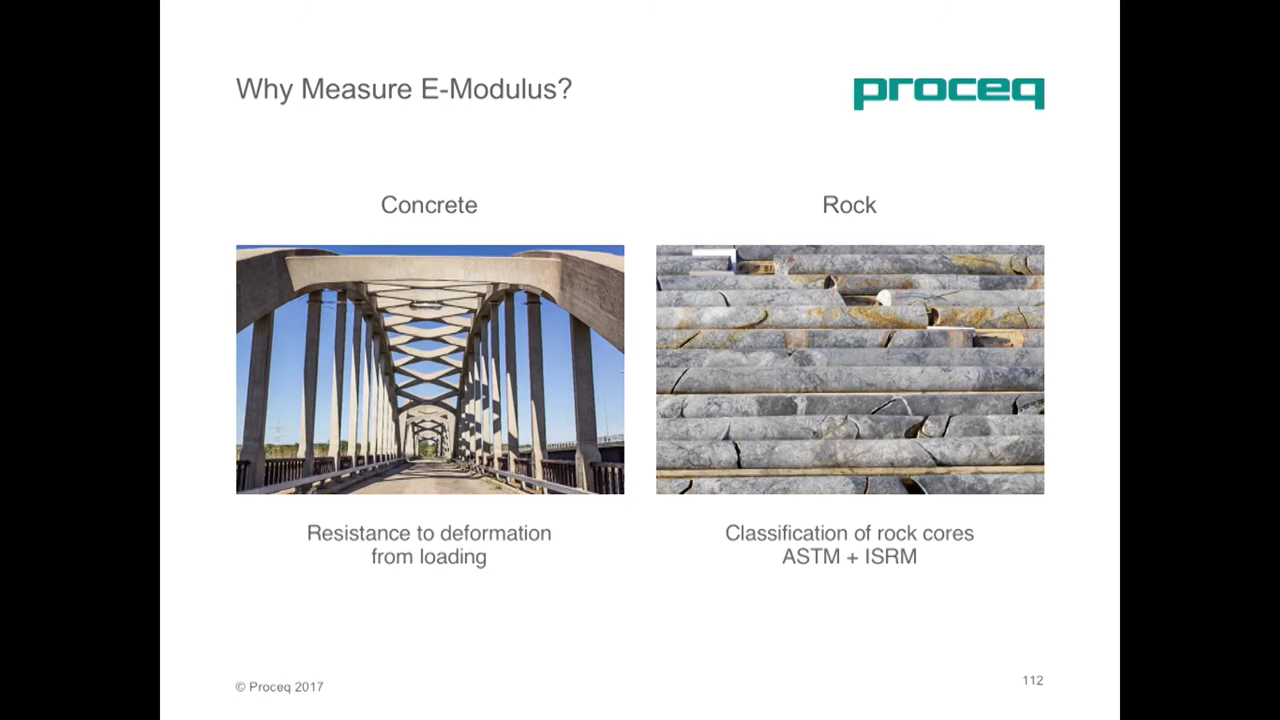 Why Measure E-Modulus?
proceq
Concrete
Rock
Resistance to deformation
from loading
Classification of rock cores
ASTM + ISRM
© Proceq 2017
112